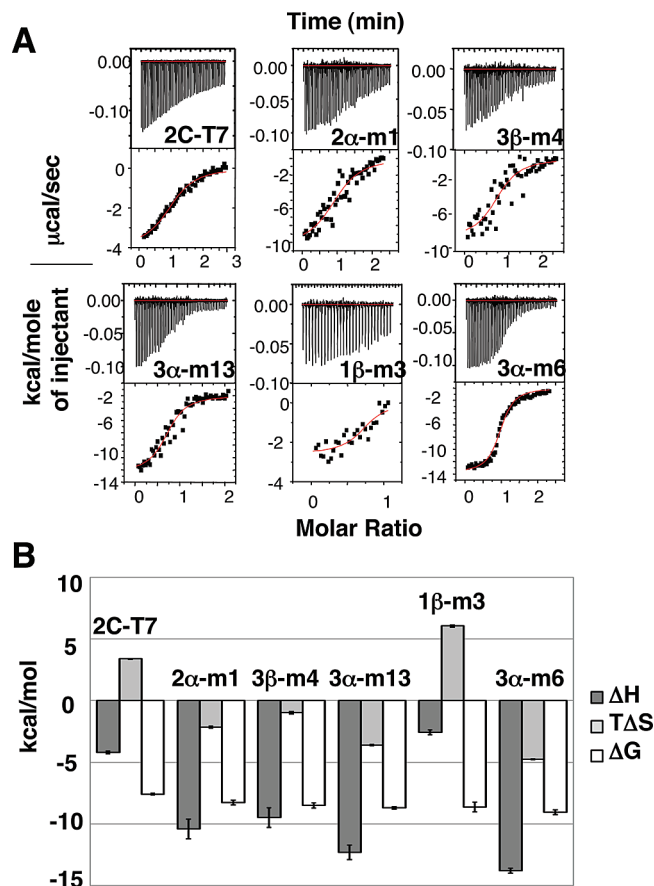 Time (min)
A
0.00
-0.10
2C-T7
0
-2
-4
0 1 2 3
0.00
-0.05
-0.10
2α-m1
-2
-6
-10
0 1 2
0.00
-0.05
-0.10
3β-m4
0
-2
-6
-10
0 1 2
μcal/sec
kcal/mole
of injectant
0.00
-0.05
-0.10
3α-m13
-2
-6
-10
-14
0 1 2
0.00
-0.05
-0.10
1β-m3
0
-2
-4
0 1
0.00
-0.05
-0.10
3α-m6
-2
-6
-10
-14
0 1 2
Molar Ratio
B
kcal/mol
10
5
0
-5
-10
-15
2C-T7
2α-m1
3β-m4
3α-m13
1β-m3
3α-m6
ΔH
TΔS
ΔG